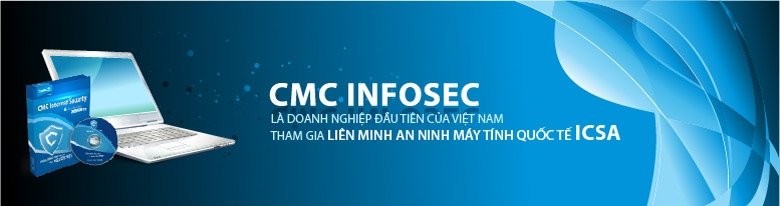 CMC INFOSEC
LÀ DOANH NGHIỆP ĐẦU TIÊN CỦA VIỆT NAM
THAM GIA LIÊN MINH AN NINH MÁY TÍNH QUỐC TẾ ICSA
CMC Internet Security